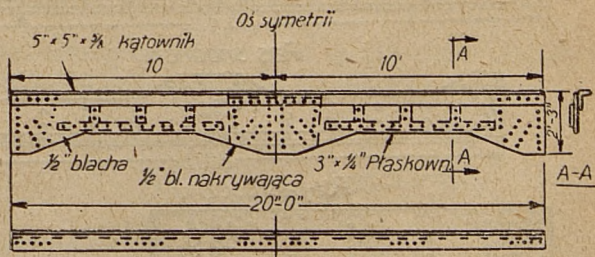 Oś symetrii
5"×5"×3/8 kątownik
A
10
10'
2'-3"
1/2" blacha
1/2" bl. nakrywająca
3"×1/4" Płaskown.
A
A-A
20"-0"